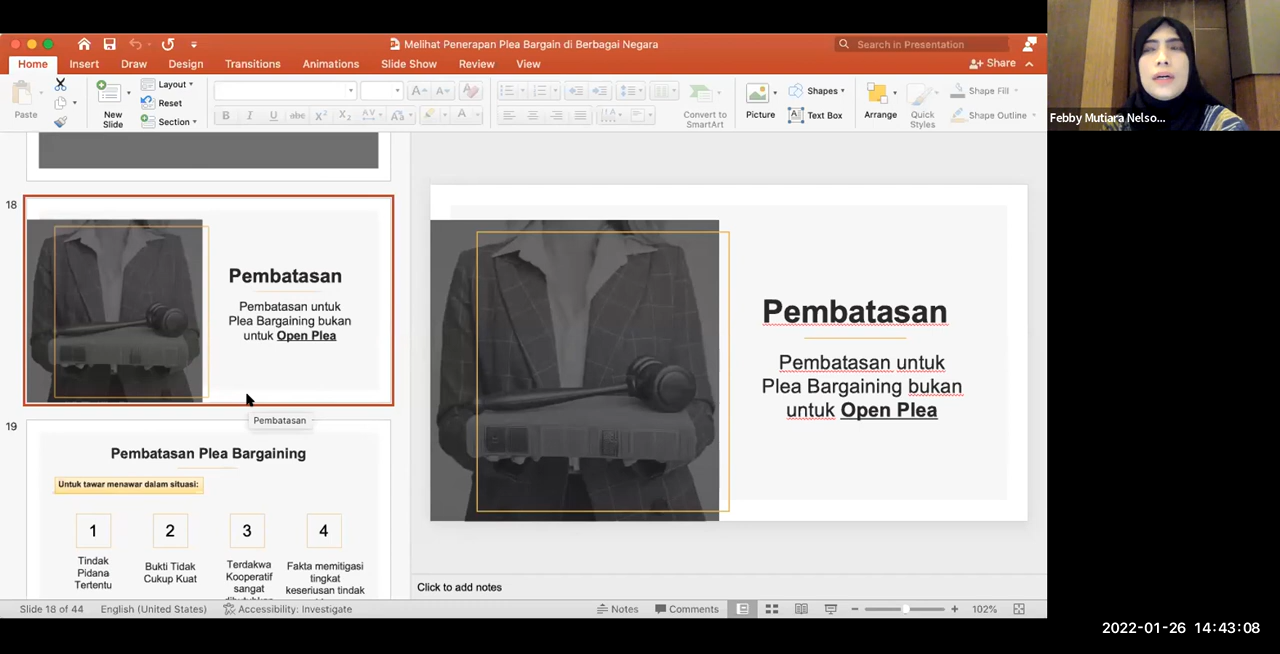 Melihat Penerapan Plea Bargain di Berbagai Negara
Search in Presentation
Home Insert Draw Design Transitions Animations Slide Show Review View
Share
Paste
New Slide
Layout
Reset
Section
Convert to SmartArt
Picture
Shapes
Text Box
Arrange
Quick Styles
Shape Fill
Shape Outline
Febby Mutiara Nelso...
18
Pembatasan
Pembatasan untuk
Plea Bargaining bukan
untuk Open Plea
Pembatasan
19
Pembatasan Plea Bargaining
Untuk tawar menawar dalam situasi:
1
Tindak
Pidana
Tertentu
2
Bukti Tidak
Cukup Kuat
3
Terdakwa
Kooperatif
sangat
4
Fakta memitigasi
tingkat
keseriusan tindak
Pembatasan
Pembatasan untuk
Plea Bargaining bukan
untuk Open Plea
Click to add notes
Slide 18 of 44 English (United States) Accessibility: Investigate Notes Comments 102%
2022-01-26 14:43:08